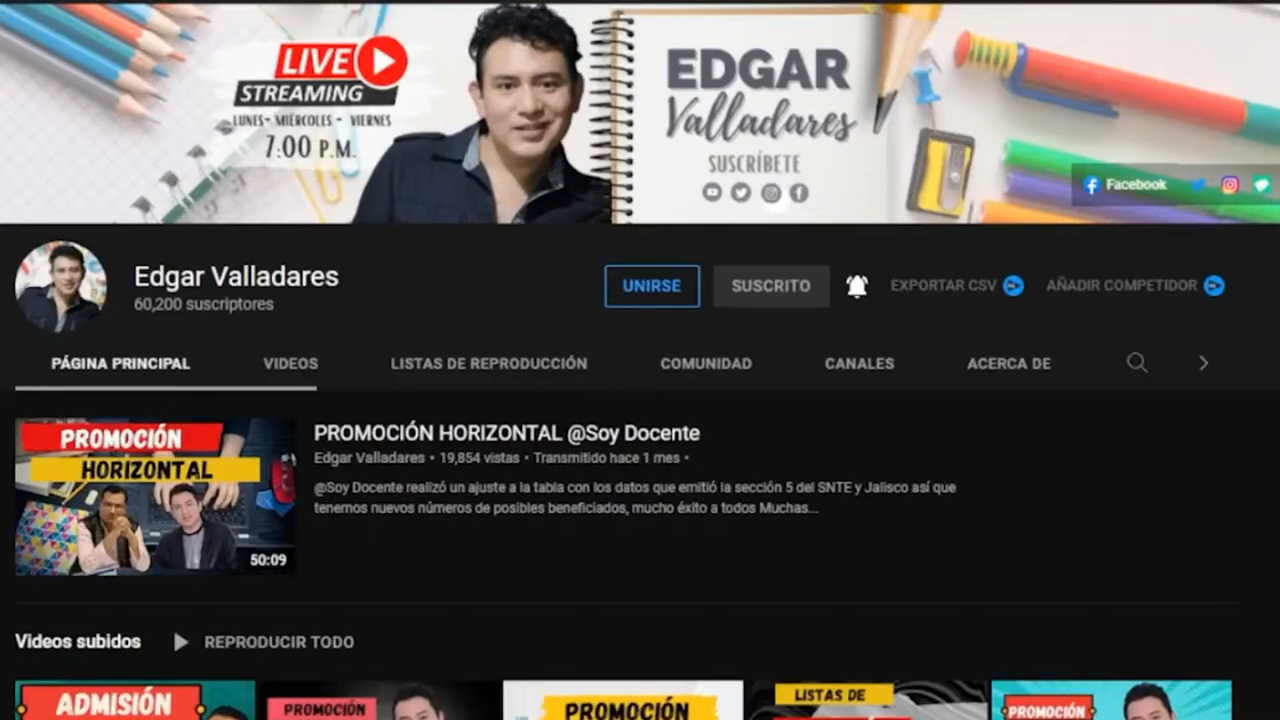 LIVE
STREAMING
LUNES- MIÉRCOLES - VIERNES
7:00 P.M.
EDGAR
Valladares
SUSCRÍBETE
Facebook
Edgar Valladares
60,200 suscriptores
UNIRSE
SUSCRITO
EXPORTAR CSV
AÑADIR COMPETIDOR
PÁGINA PRINCIPAL
VIDEOS
LISTAS DE REPRODUCCIÓN
COMUNIDAD
CANALES
ACERCA DE
PROMOCIÓN
HORIZONTAL
50:09
PROMOCIÓN HORIZONTAL @Soy Docente
Edgar Valladares • 19,854 vistas • Transmitido hace 1 mes •
@Soy Docente realizó un ajuste a la tabla con los datos que emitió la sección 5 del SNTE y Jalisco así que
tenemos nuevos números de posibles beneficiados, mucho éxito a todos Muchas...
Videos subidos
REPRODUCIR TODO
ADMISIÓN
PROMOCIÓN
PROMOCIÓN
LISTAS DE
PROMOCIÓN